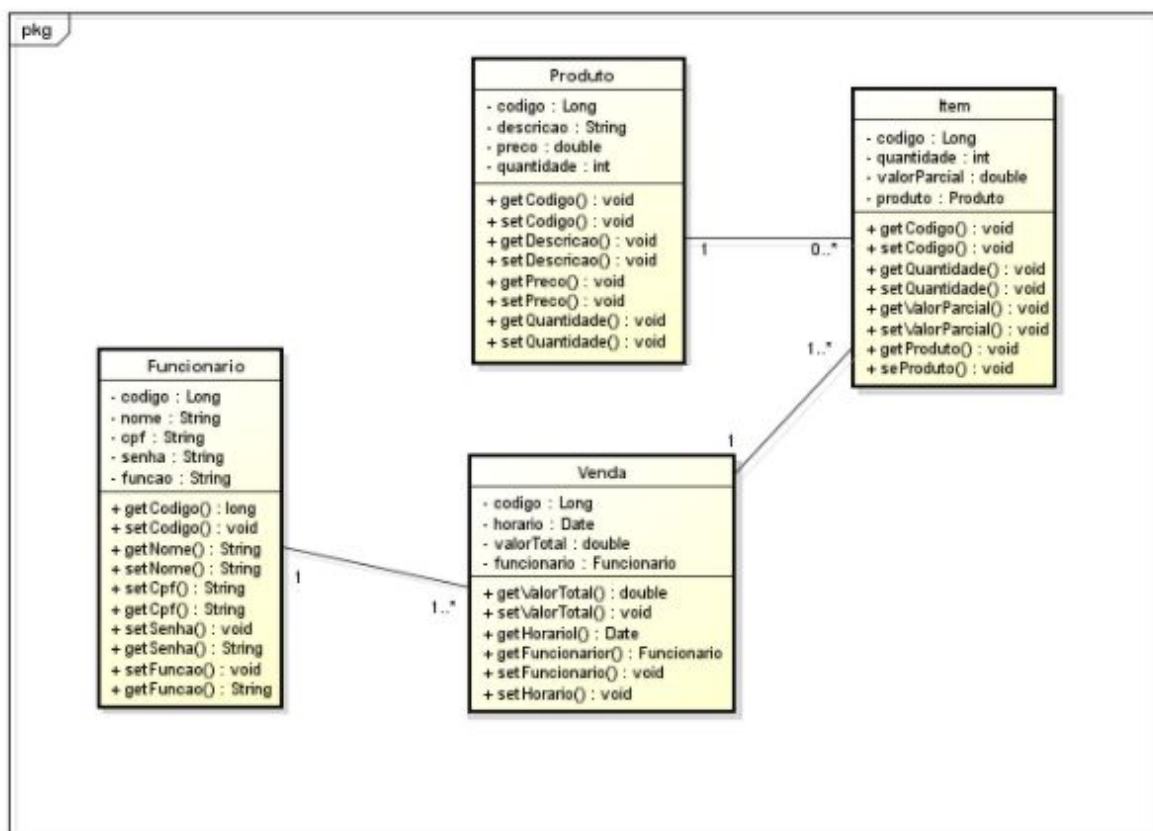 pkg
Produto
- codigo : Long
- descricao : String
- preco : double
- quantidade : int
+ getCodigo() : void
+ setCodigo() : void
+ getDescricao() : void
+ setDescricao() : void
+ getPreco() : void
+ setPreco() : void
+ getQuantidade() : void
+ setQuantidade() : void
Item
- codigo : Long
- quantidade : int
- valorParcial : double
- produto : Produto
+ getCodigo() : void
+ setCodigo() : void
+ getQuantidade() : void
+ setQuantidade() : void
+ getValorParcial() : void
+ setValorParcial() : void
+ getProduto() : void
+ seProduto() : void
1
0..*
1..*
1
Funcionario
- codigo : Long
- nome : String
- cpf : String
- senha : String
- funcao : String
+ getCodigo() : long
+ setCodigo() : void
+ getNome() : String
+ setNome() : String
+ setCpf() : String
+ getCpf() : String
+ setSenha() : void
+ getSenha() : String
+ setFuncao() : void
+ getFuncao() : String
1
1..*
Venda
- codigo : Long
- horario : Date
- valorTotal : double
- funcionario : Funcionario
+ getValorTotal() : double
+ setValorTotal() : void
+ getHorariol() : Date
+ getFuncionarior() : Funcionario
+ setFuncionario() : void
+ setHorario() : void